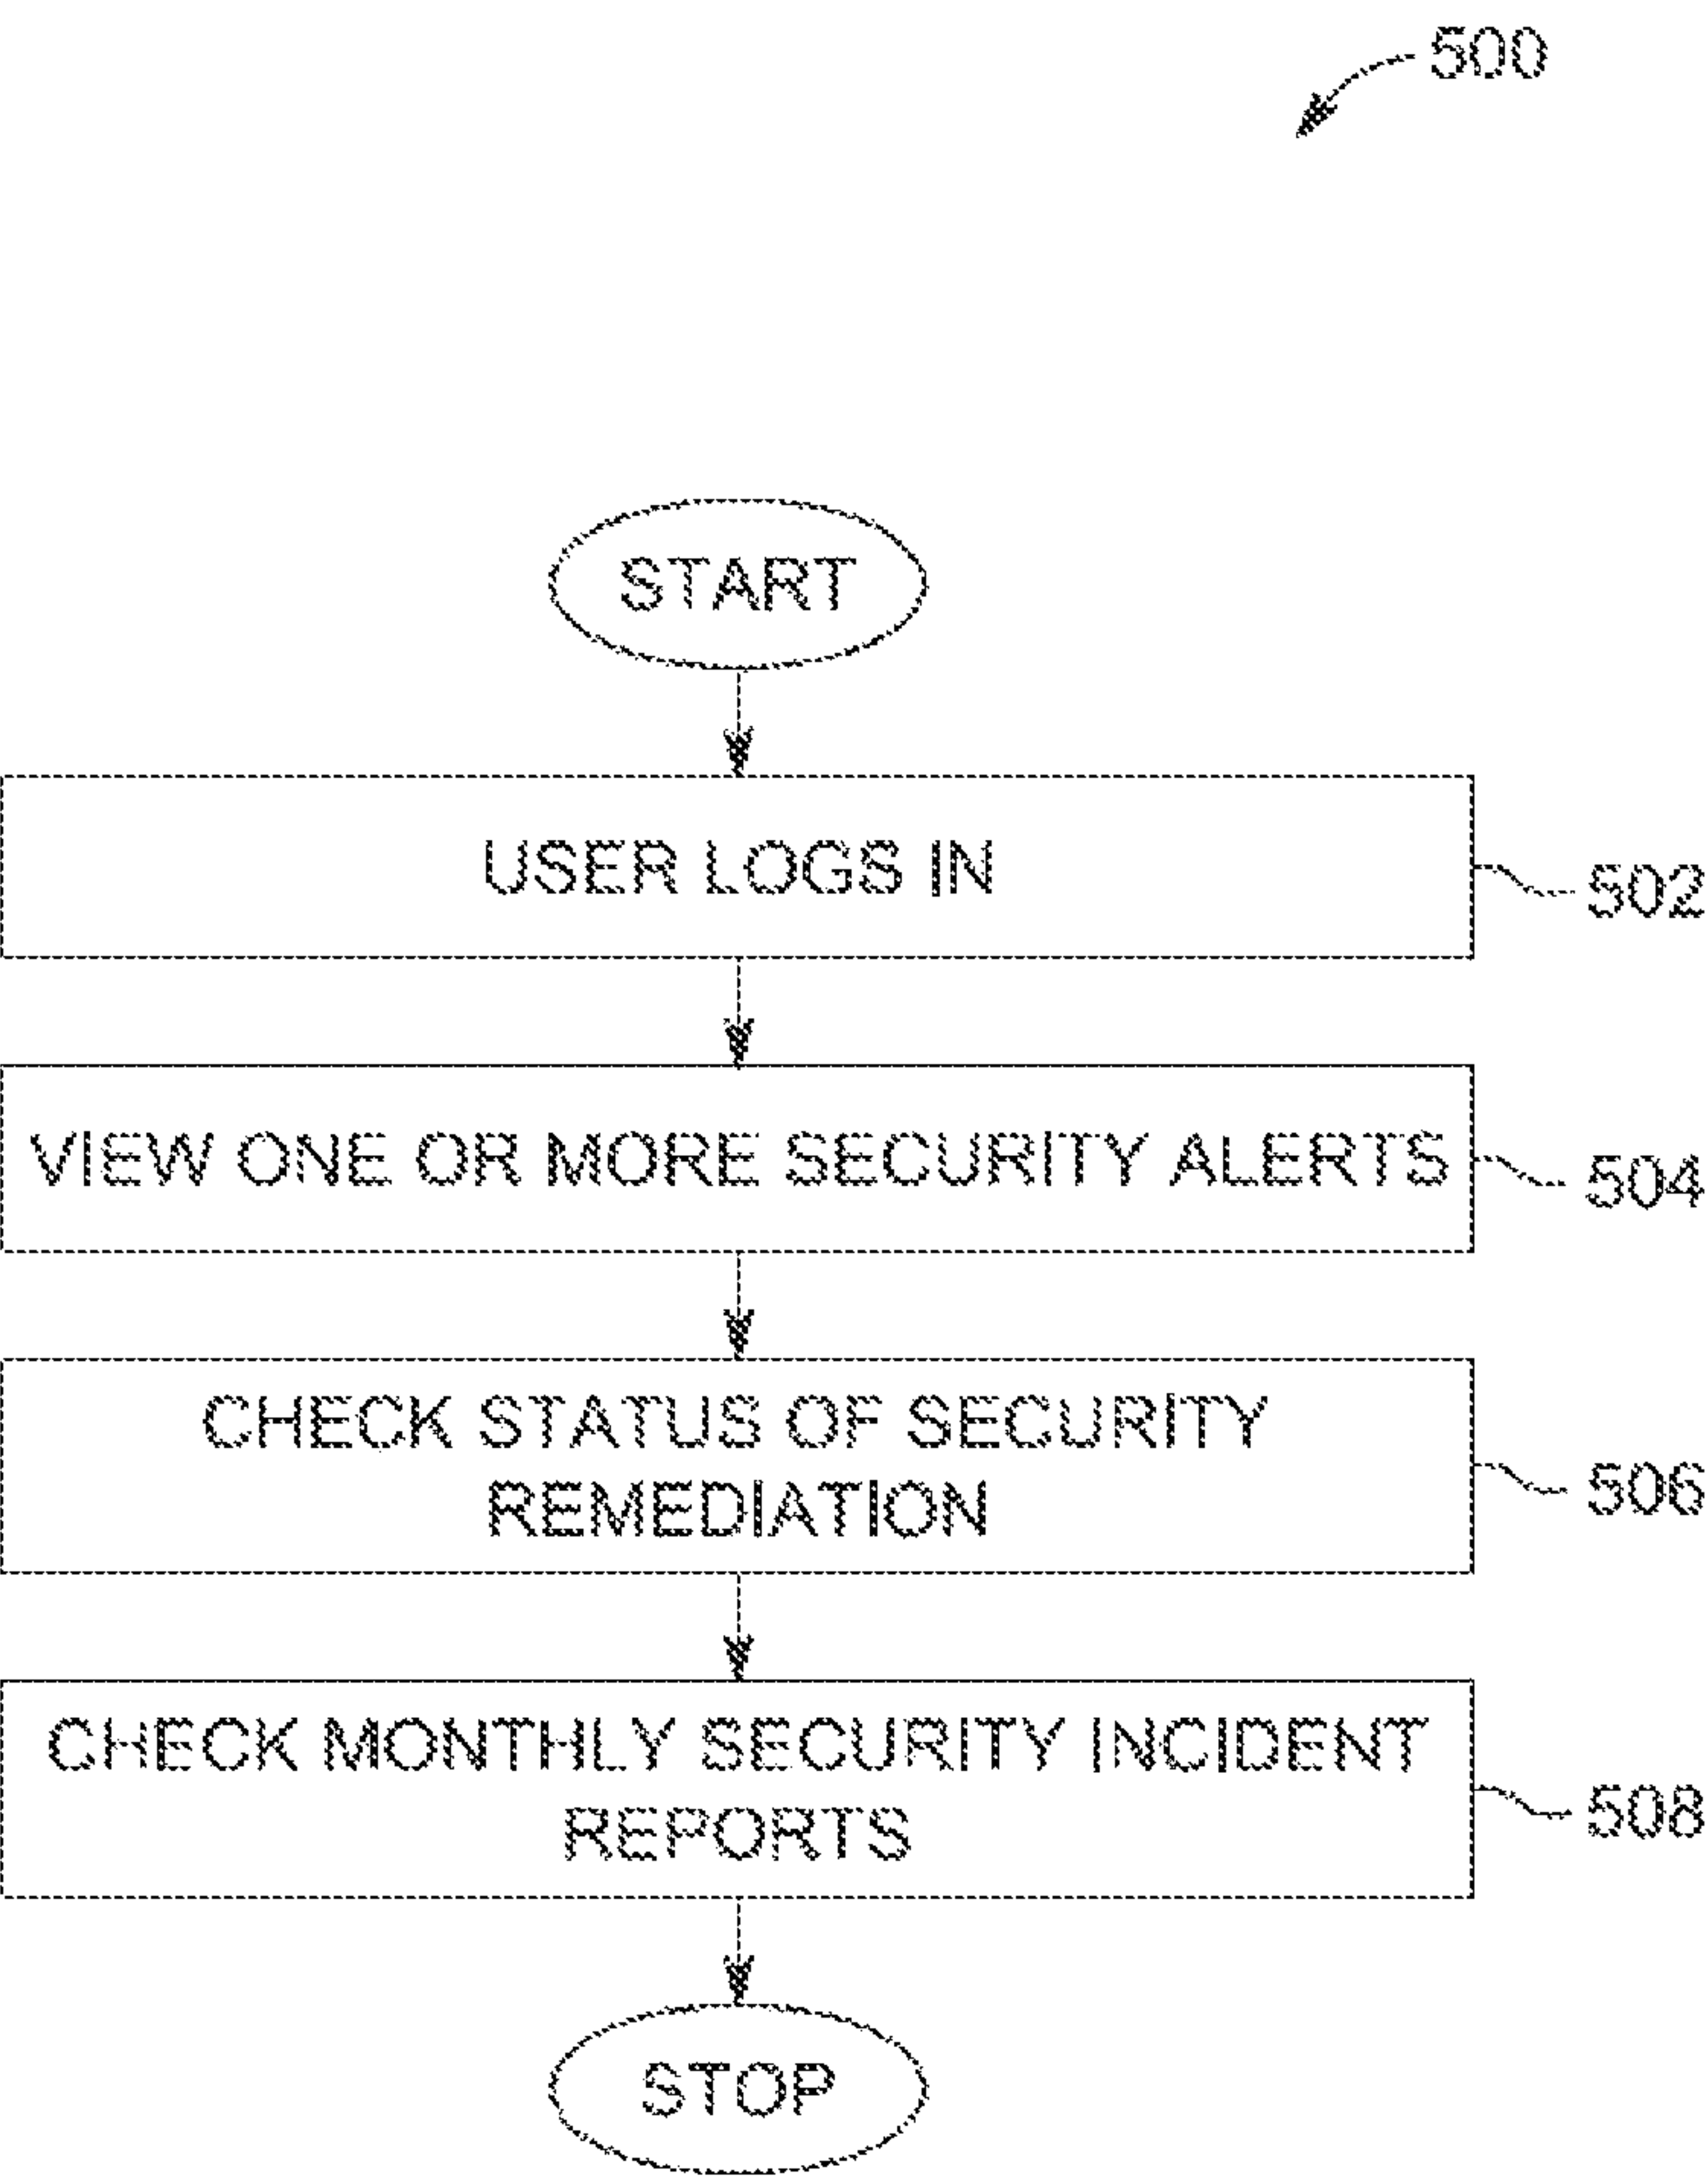 500
START
USER LOGS IN
502
VIEW ONE OR MORE SECURITY ALERTS
504
CHECK STATUS OF SECURITY
REMEDIATION
506
CHECK MONTHLY SECURITY INCIDENT
REPORTS
508
STOP